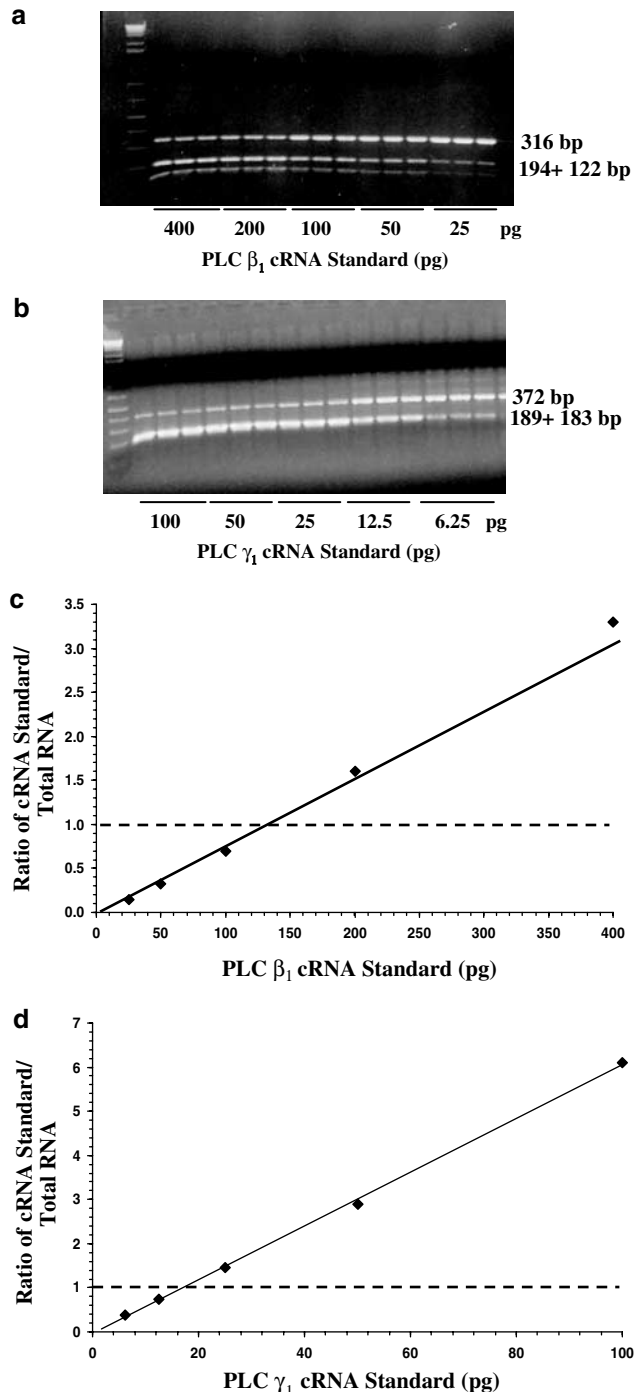 a
316 bp
194+ 122 bp
400 200 100 50 25 pg
PLC β₁ cRNA Standard (pg)
b
372 bp
189+ 183 bp
100 50 25 12.5 6.25 pg
PLC γ₁ cRNA Standard (pg)
c
Ratio of cRNA Standard/
Total RNA
3.5
3.0
2.5
2.0
1.5
1.0
0.5
0.0
0 50 100 150 200 250 300 350 400
PLC β₁ cRNA Standard (pg)
d
Ratio of cRNA Standard/
Total RNA
7
6
5
4
3
2
1
0
0 20 40 60 80 100
PLC γ₁ cRNA Standard (pg)